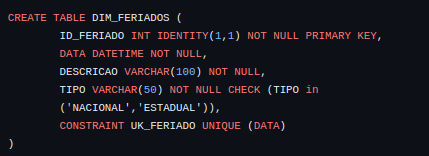 CREATE TABLE DIM_FERIADOS (
ID_FERIADO INT IDENTITY(1,1) NOT NULL PRIMARY KEY,
DATA DATETIME NOT NULL,
DESCRICAO VARCHAR(100) NOT NULL,
TIPO VARCHAR(50) NOT NULL CHECK (TIPO in
('NACIONAL','ESTADUAL')),
CONSTRAINT UK_FERIADO UNIQUE (DATA)
)